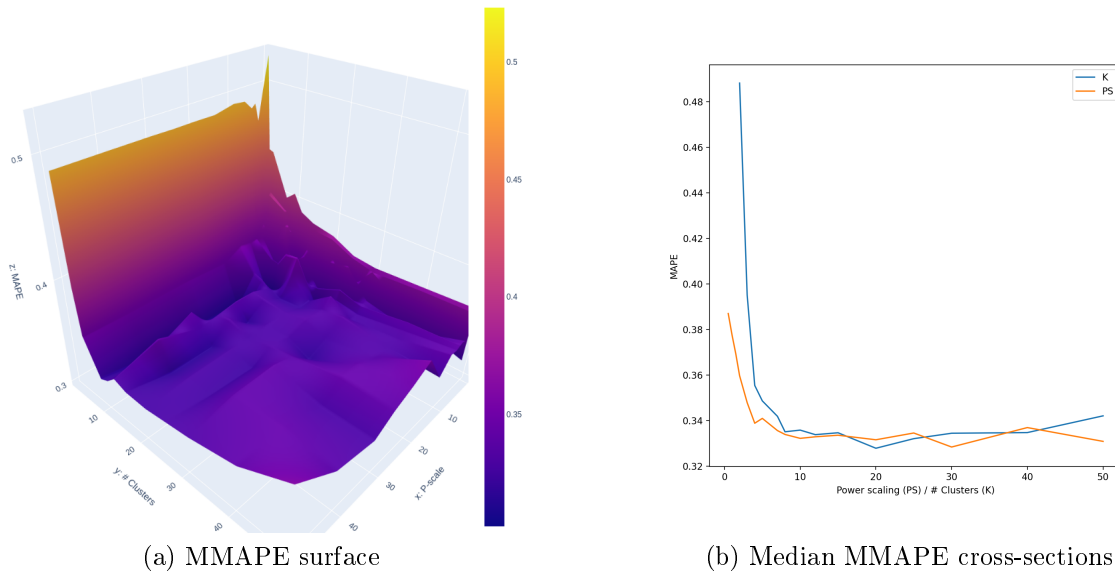 0.5
0.4
0.3
z: MAPE
10
20
30
40
y: # Clusters
10
20
30
40
x: P-scale
0.5
0.45
0.4
0.35
(a) MMAPE surface
K
PS
0.48
0.46
0.44
0.42
0.40
0.38
0.36
0.34
0.32
MAPE
0 10 20 30 40 50
Power scaling (PS) / # Clusters (K)
(b) Median MMAPE cross-sections